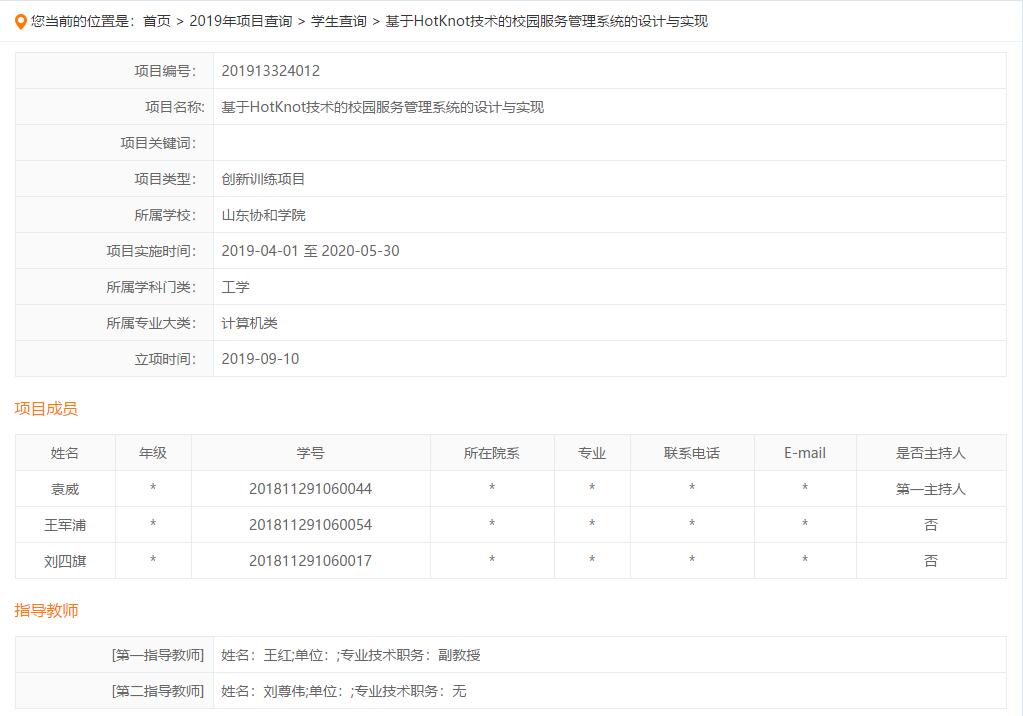 您当前的位置是：首页 > 2019年项目查询 > 学生查询 > 基于HotKnot技术的校园服务管理系统的设计与实现
项目编号： 201913324012
项目名称: 基于HotKnot技术的校园服务管理系统的设计与实现
项目关键词：
项目类型： 创新训练项目
所属学校： 山东协和学院
项目实施时间： 2019-04-01 至 2020-05-30
所属学科门类： 工学
所属专业大类： 计算机类
立项时间： 2019-09-10
项目成员
姓名 年级 学号 所在院系 专业 联系电话 E-mail 是否主持人
袁威 * 201811291060044 * * * * 第一主持人
王军浦 * 201811291060054 * * * * 否
刘四旗 * 201811291060017 * * * * 否
指导教师
[第一指导教师] 姓名：王红;单位：;专业技术职务：副教授
[第二指导教师] 姓名：刘尊伟;单位：;专业技术职务：无